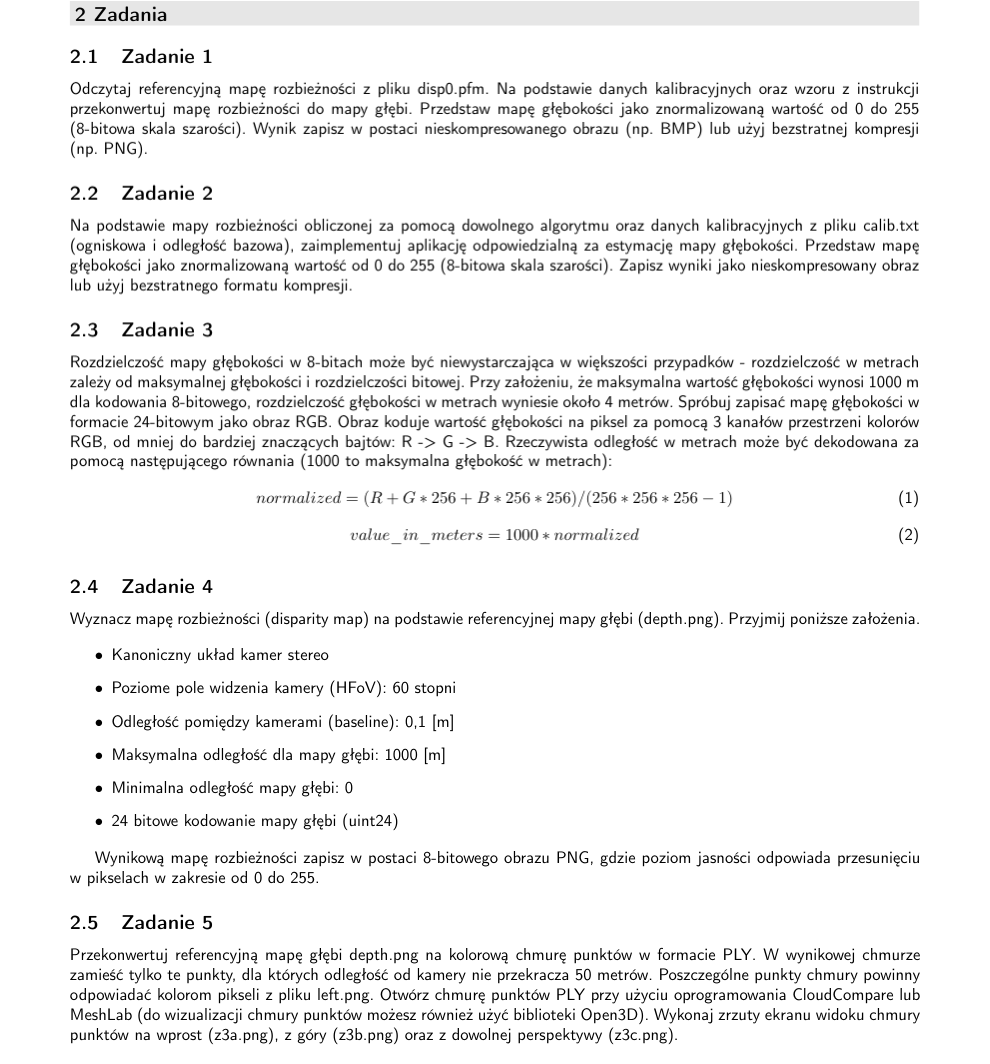 2 Zadania
2.1 Zadanie 1
Odczytaj referencyjną mapę rozbieżności z pliku disp0.pfm. Na podstawie danych kalibracyjnych oraz wzoru z instrukcji
przekonwertuj mapę rozbieżności do mapy głębi. Przedstaw mapę głębokości jako znormalizowaną wartość od 0 do 255
(8-bitowa skala szarości). Wynik zapisz w postaci nieskompresowanego obrazu (np. BMP) lub użyj bezstratnej kompresji
(np. PNG).
2.2 Zadanie 2
Na podstawie mapy rozbieżności obliczonej za pomocą dowolnego algorytmu oraz danych kalibracyjnych z pliku calib.txt
(ogniskowa i odległość bazowa), zaimplementuj aplikację odpowiedzialną za estymację mapy głębokości. Przedstaw mapę
głębokości jako znormalizowaną wartość od 0 do 255 (8-bitowa skala szarości). Zapisz wyniki jako nieskompresowany obraz
lub użyj bezstratnego formatu kompresji.
2.3 Zadanie 3
Rozdzielczość mapy głębokości w 8-bitach może być niewystarczająca w większości przypadków - rozdzielczość w metrach
zależy od maksymalnej głębokości i rozdzielczości bitowej. Przy założeniu, że maksymalna wartość głębokości wynosi 1000 m
dla kodowania 8-bitowego, rozdzielczość głębokości w metrach wyniesie około 4 metrów. Spróbuj zapisać mapę głębokości w
formacie 24-bitowym jako obraz RGB. Obraz koduje wartość głębokości na piksel za pomocą 3 kanałów przestrzeni kolorów
RGB, od mniej do bardziej znaczących bajtów: R -> G -> B. Rzeczywista odległość w metrach może być dekodowana za
pomocą następującego równania (1000 to maksymalna głębokość w metrach):
normalized = (R + G * 256 + B * 256 * 256)/(256 * 256 * 256 − 1) (1)
value_in_meters = 1000 * normalized (2)
2.4 Zadanie 4
Wyznacz mapę rozbieżności (disparity map) na podstawie referencyjnej mapy głębi (depth.png). Przyjmij poniższe założenia.
• Kanoniczny układ kamer stereo
• Poziome pole widzenia kamery (HFoV): 60 stopni
• Odległość pomiędzy kamerami (baseline): 0,1 [m]
• Maksymalna odległość dla mapy głębi: 1000 [m]
• Minimalna odległość mapy głębi: 0
• 24 bitowe kodowanie mapy głębi (uint24)
Wynikową mapę rozbieżności zapisz w postaci 8-bitowego obrazu PNG, gdzie poziom jasności odpowiada przesunięciu
w pikselach w zakresie od 0 do 255.
2.5 Zadanie 5
Przekonwertuj referencyjną mapę głębi depth.png na kolorową chmurę punktów w formacie PLY. W wynikowej chmurze
zamieść tylko te punkty, dla których odległość od kamery nie przekracza 50 metrów. Poszczególne punkty chmury powinny
odpowiadać kolorom pikseli z pliku left.png. Otwórz chmurę punktów PLY przy użyciu oprogramowania CloudCompare lub
MeshLab (do wizualizacji chmury punktów możesz również użyć biblioteki Open3D). Wykonaj zrzuty ekranu widoku chmury
punktów na wprost (z3a.png), z góry (z3b.png) oraz z dowolnej perspektywy (z3c.png).